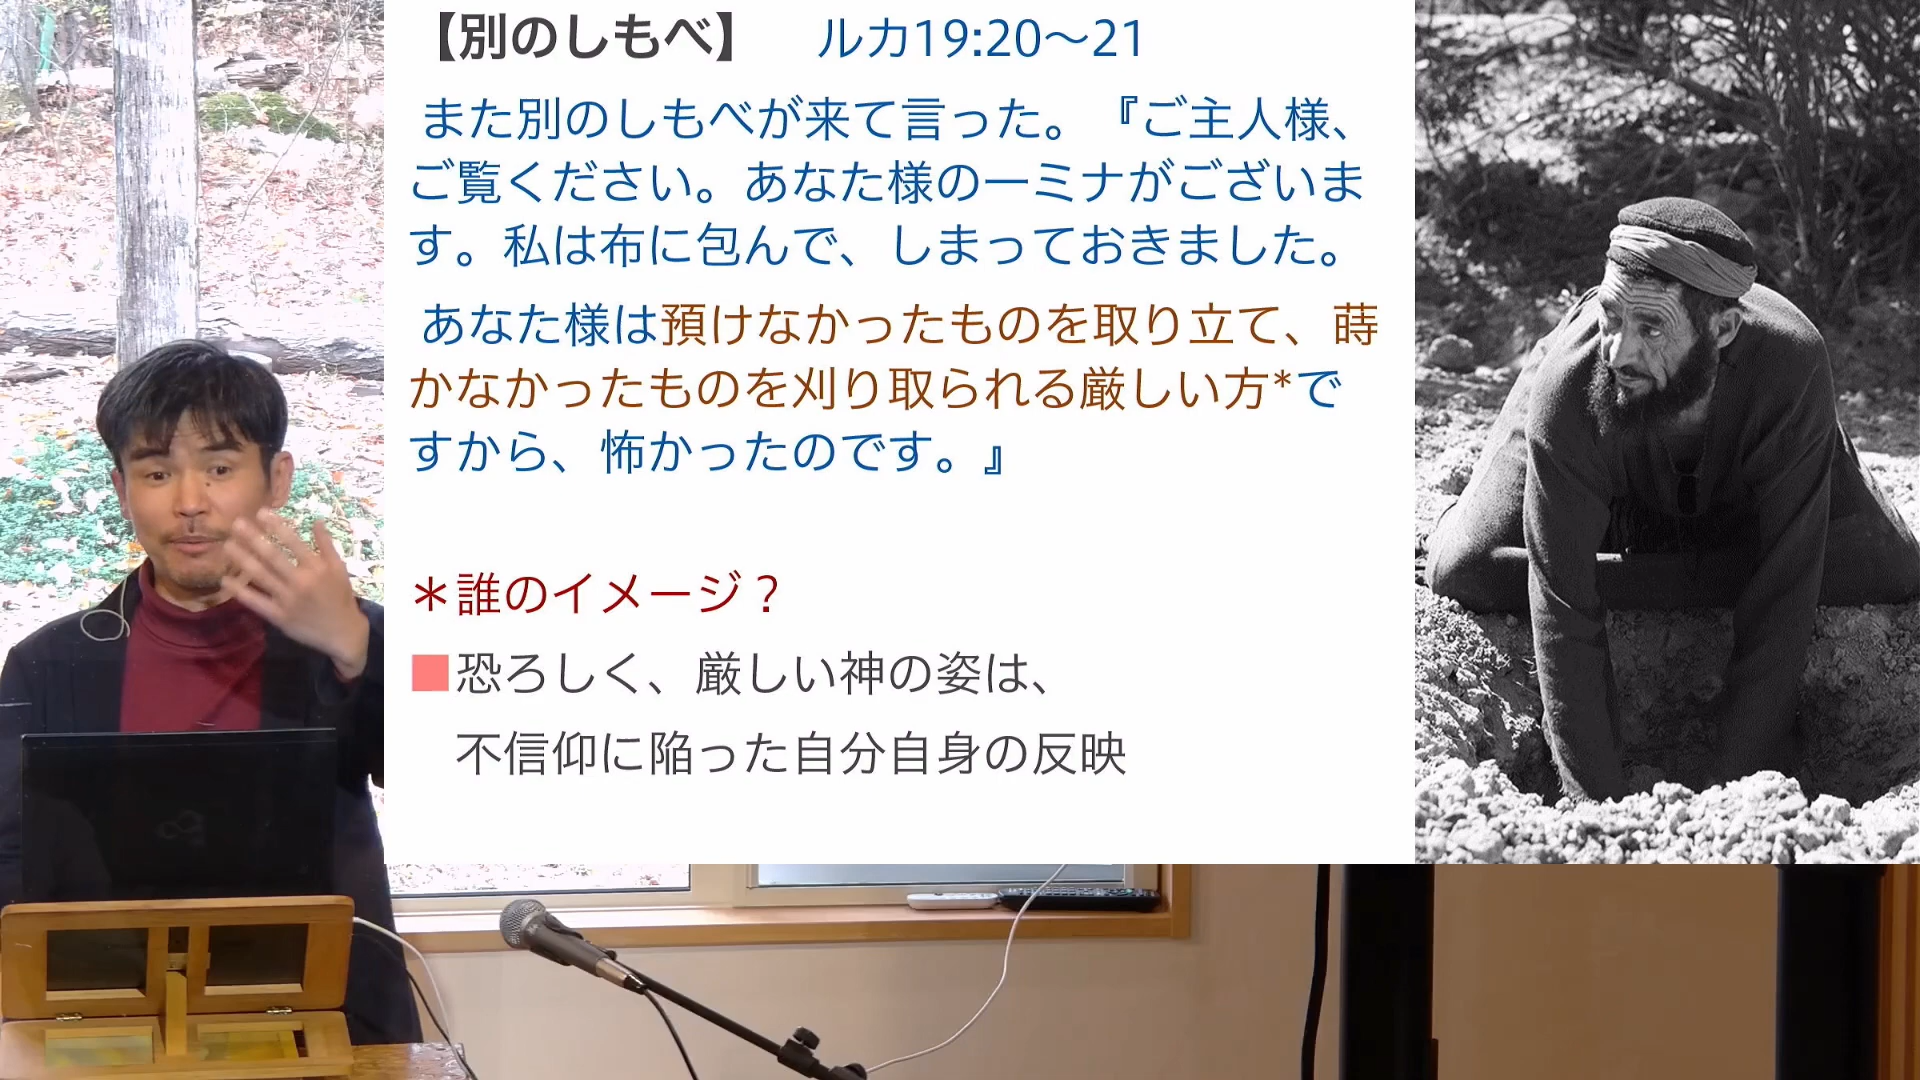 【別のしもべ】 ルカ19:20〜21
また別のしもべが来て言った。『ご主人様、
ご覧ください。あなた様の一ミナがございま
す。私は布に包んで、しまっておきました。
あなた様は預けなかったものを取り立て、蒔
かなかったものを刈り取られる厳しい方*で
すから、怖かったのです。』
＊誰のイメージ？
■恐ろしく、厳しい神の姿は、
不信仰に陥った自分自身の反映